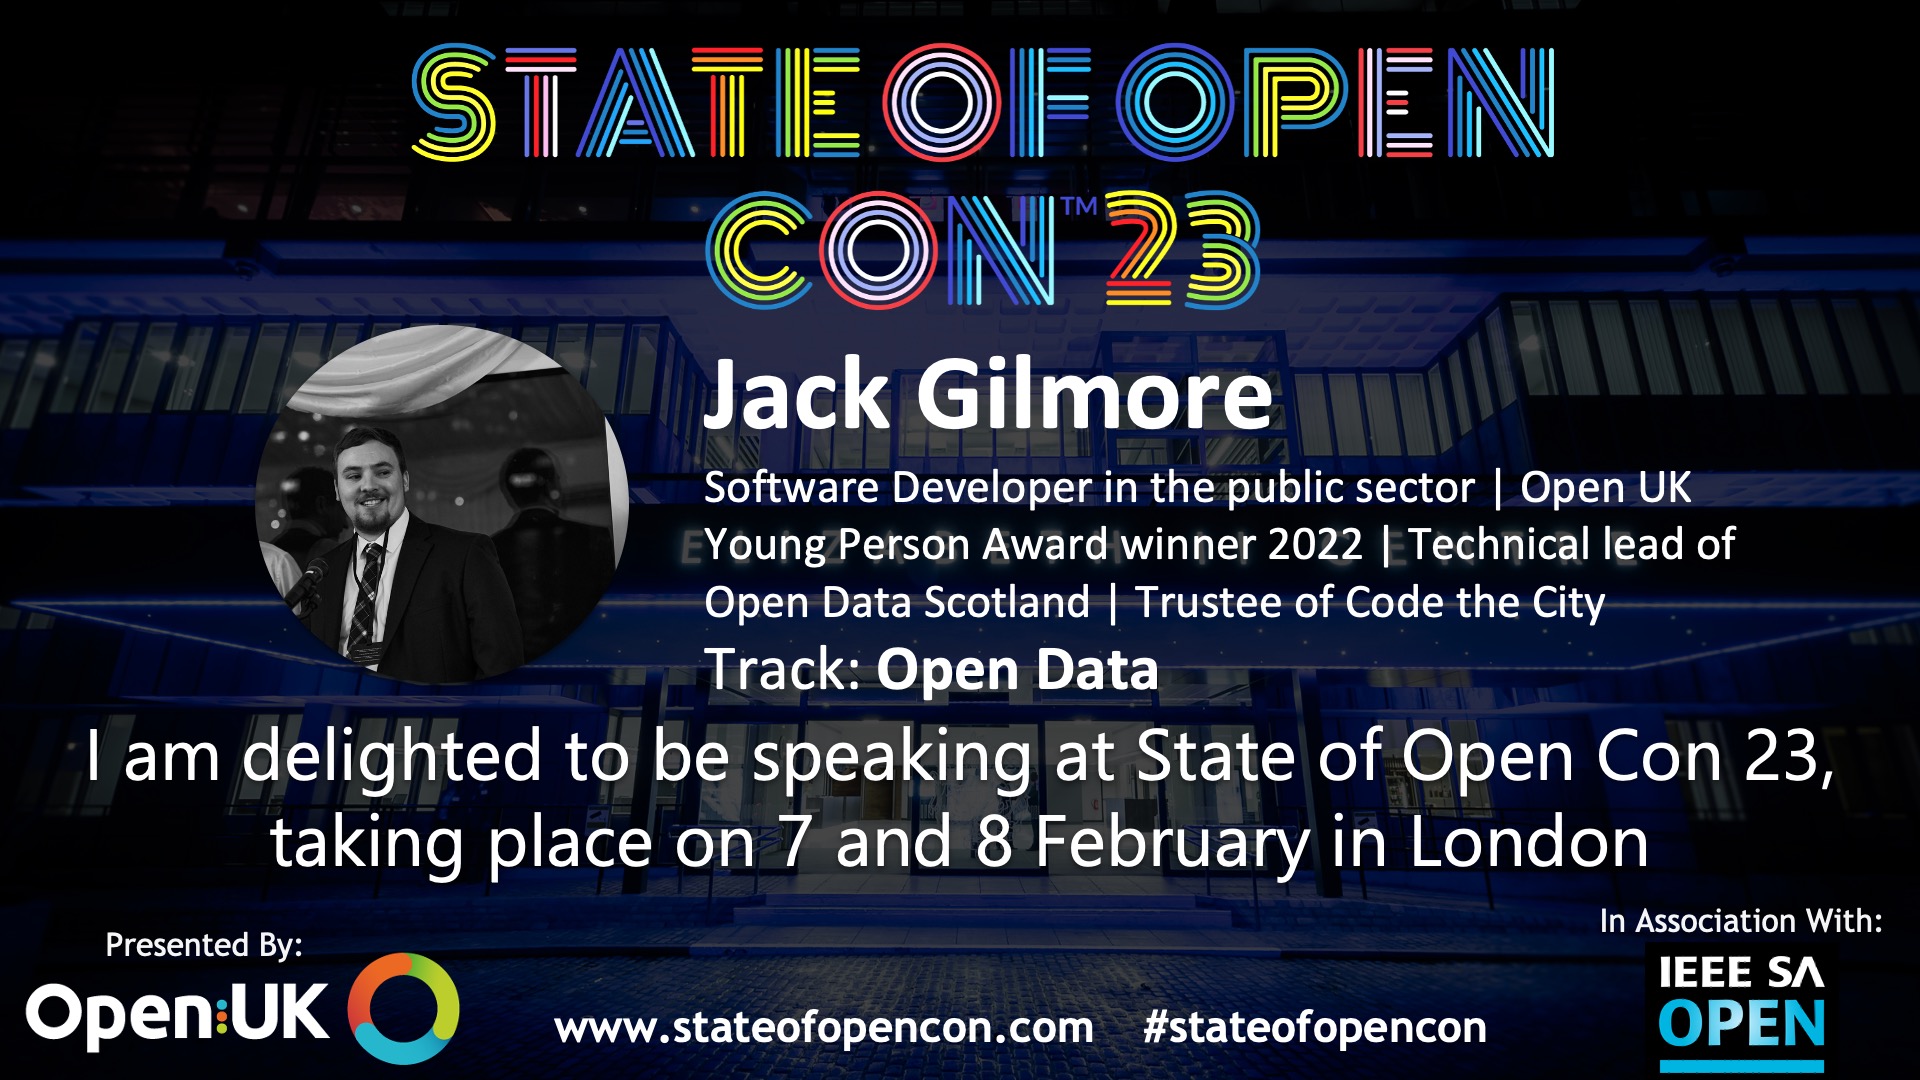 STATE OF OPEN
CON™ 23
Jack Gilmore
Software Developer in the public sector | Open UK
Young Person Award winner 2022 | Technical lead of
Open Data Scotland | Trustee of Code the City
Track: Open Data
I am delighted to be speaking at State of Open Con 23,
taking place on 7 and 8 February in London
Presented By:
Open:UK
www.stateofopencon.com #stateofopencon
In Association With:
IEEE SA
OPEN